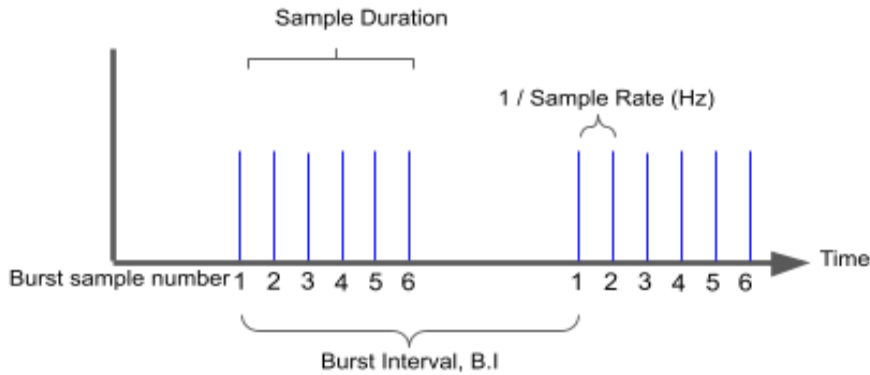 Sample Duration
1 / Sample Rate (Hz)
Time
Burst sample number 1 2 3 4 5 6 1 2 3 4 5 6
Burst Interval, B.I